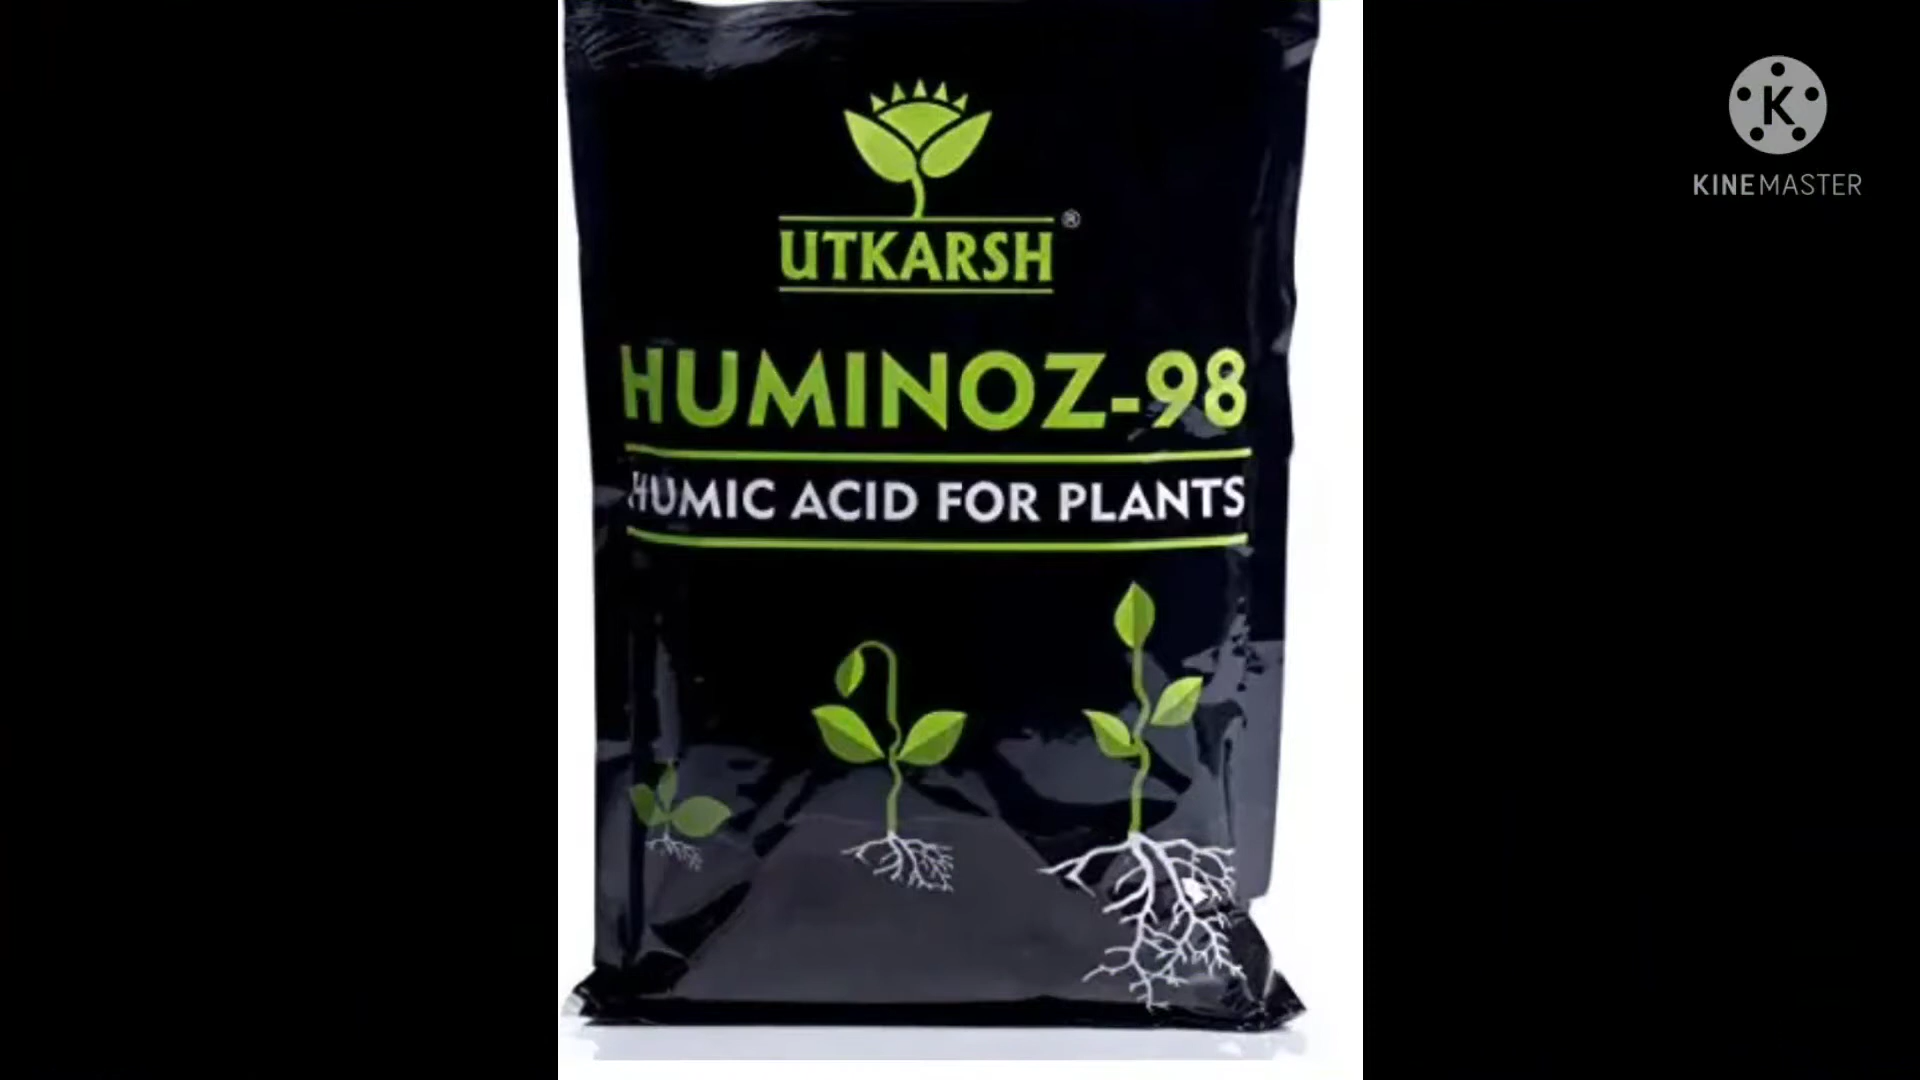 UTKARSH ®
HUMINOZ-98
HUMIC ACID FOR PLANTS
K
KINEMASTER